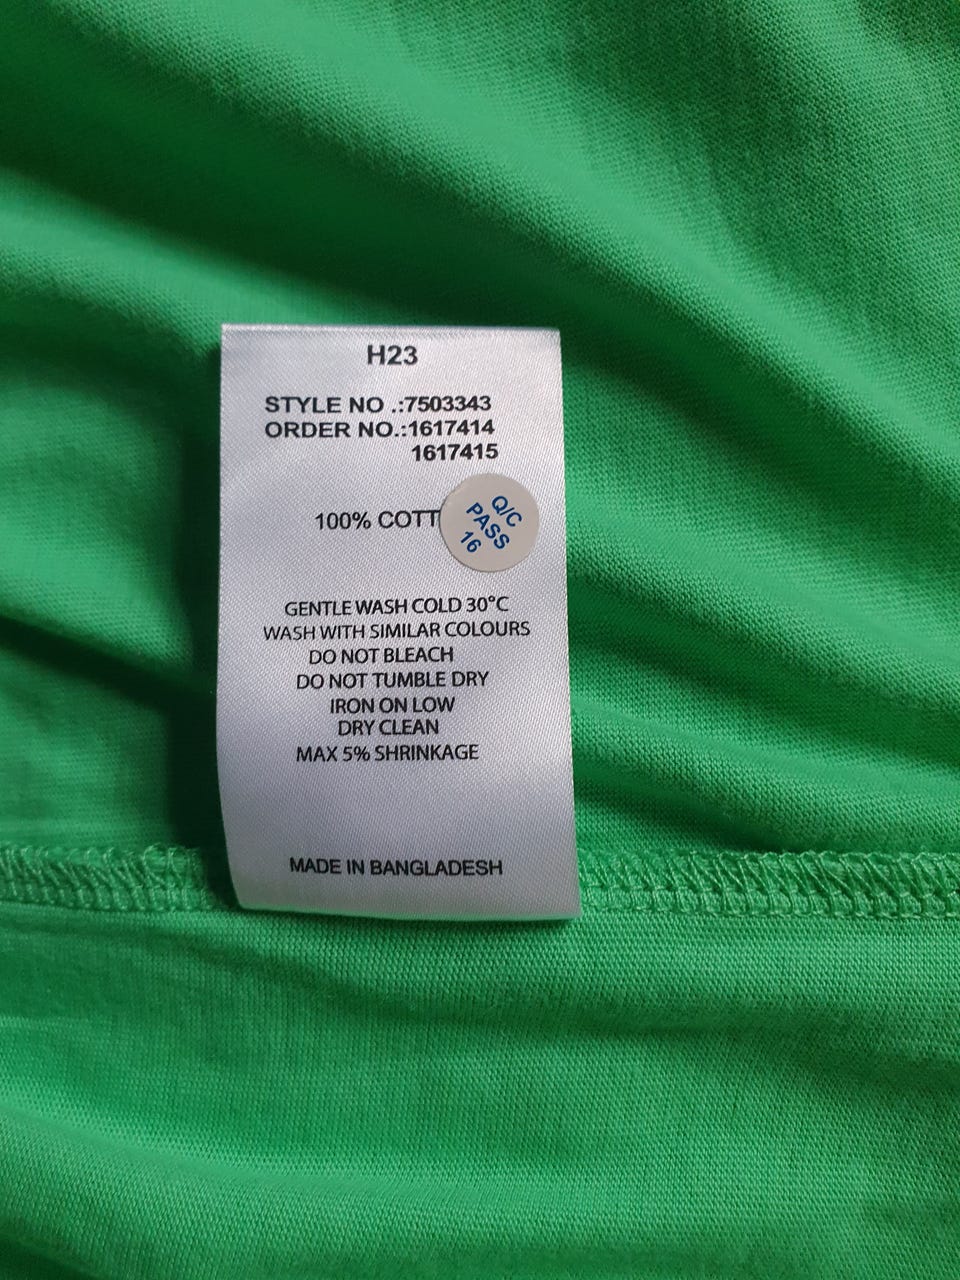 H23
STYLE NO .:7503343
ORDER NO.:1617414
1617415
100% COTT
Q/C
PASS
16
GENTLE WASH COLD 30°C
WASH WITH SIMILAR COLOURS
DO NOT BLEACH
DO NOT TUMBLE DRY
IRON ON LOW
DRY CLEAN
MAX 5% SHRINKAGE
MADE IN BANGLADESH